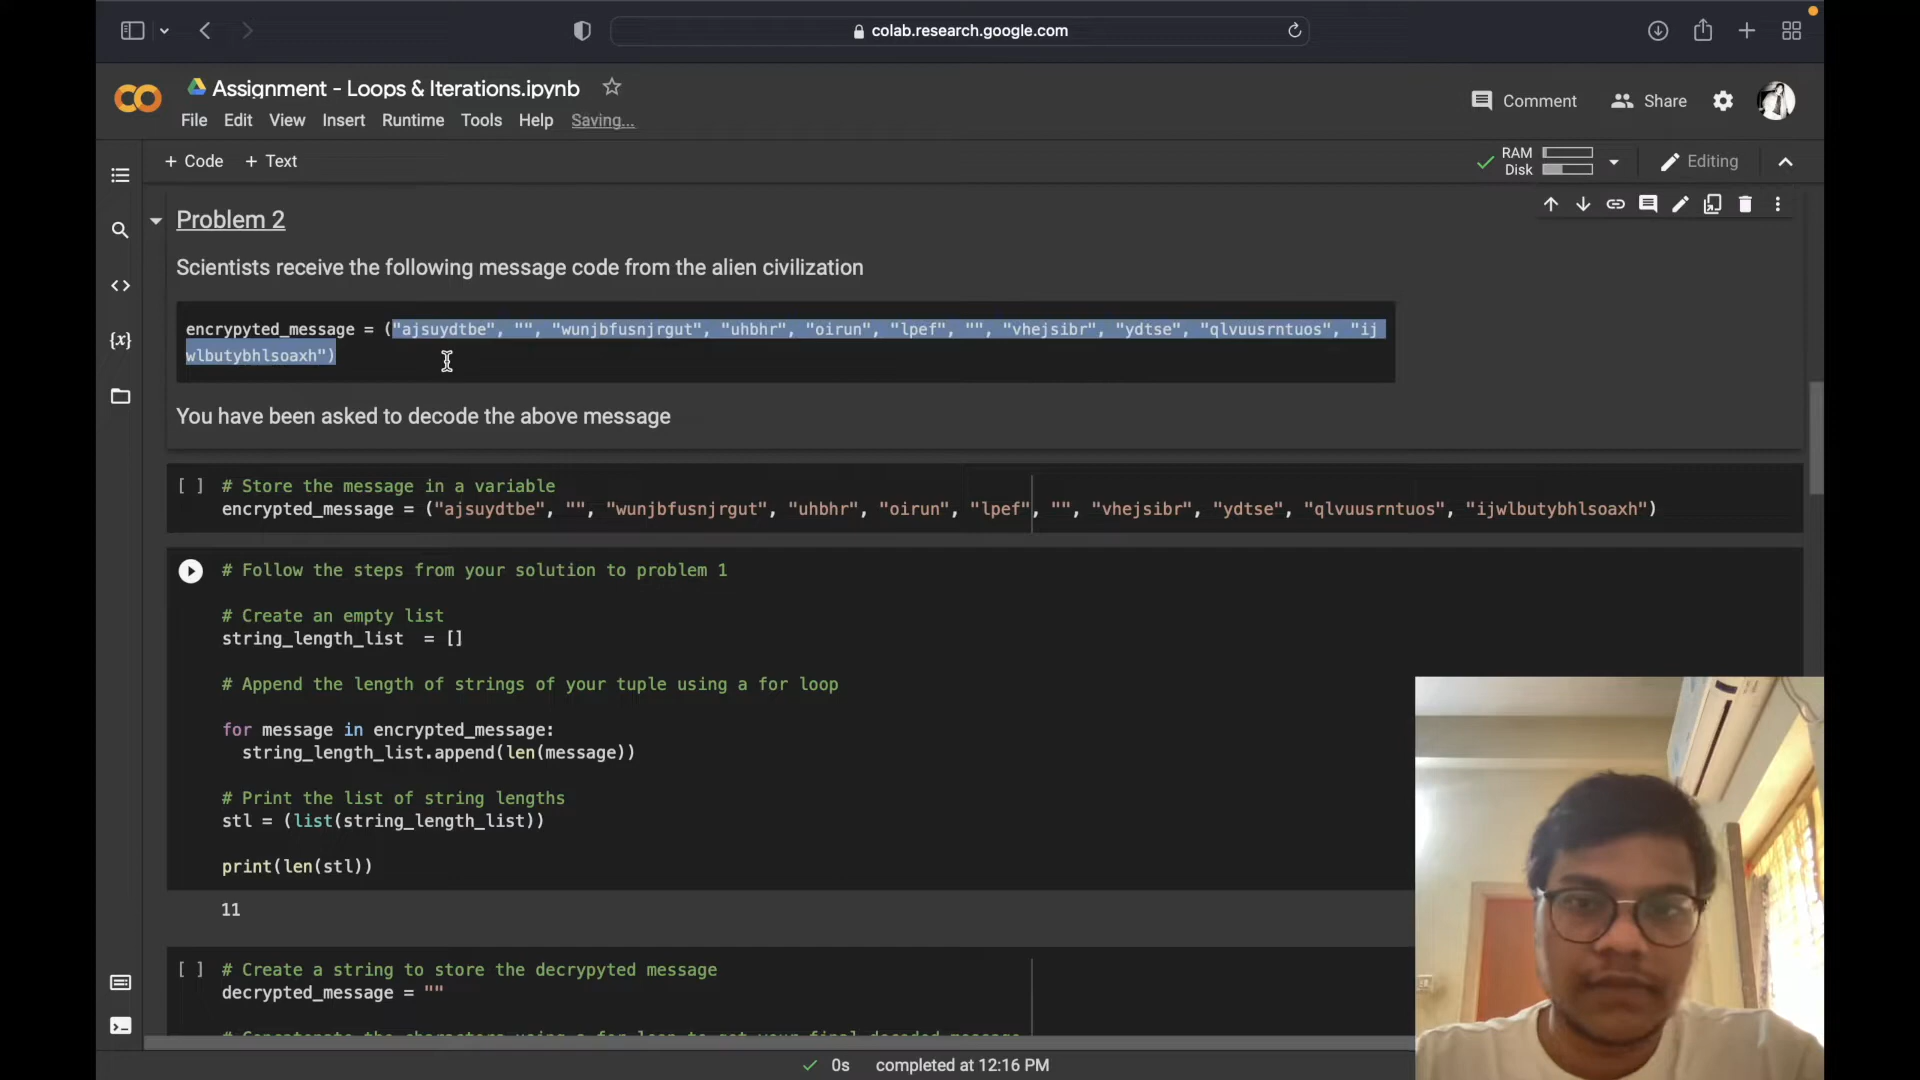 colab.research.google.com
Assignment - Loops & Iterations.ipynb
Comment
Share
File Edit View Insert Runtime Tools Help Saving...
+ Code + Text
RAM
Disk
Editing
Problem 2
Scientists receive the following message code from the alien civilization
encrypyted_message = ("ajsuydtbe", "", "wunjbfusnjrgut", "uhbhr", "oirun", "lpef", "", "vhejsibr", "ydtse", "qlvuusrntuos", "ij
wlbutybhlsoaxh")
You have been asked to decode the above message
[ ] # Store the message in a variable
encrypted_message = ("ajsuydtbe", "", "wunjbfusnjrgut", "uhbhr", "oirun", "lpef", "", "vhejsibr", "ydtse", "qlvuusrntuos", "ijwlbutybhlsoaxh")
# Follow the steps from your solution to problem 1
# Create an empty list
string_length_list = []
# Append the length of strings of your tuple using a for loop
for message in encrypted_message:
string_length_list.append(len(message))
# Print the list of string lengths
stl = (list(string_length_list))
print(len(stl))
11
[ ] # Create a string to store the decrypyted message
decrypted_message = ""
0s completed at 12:16 PM